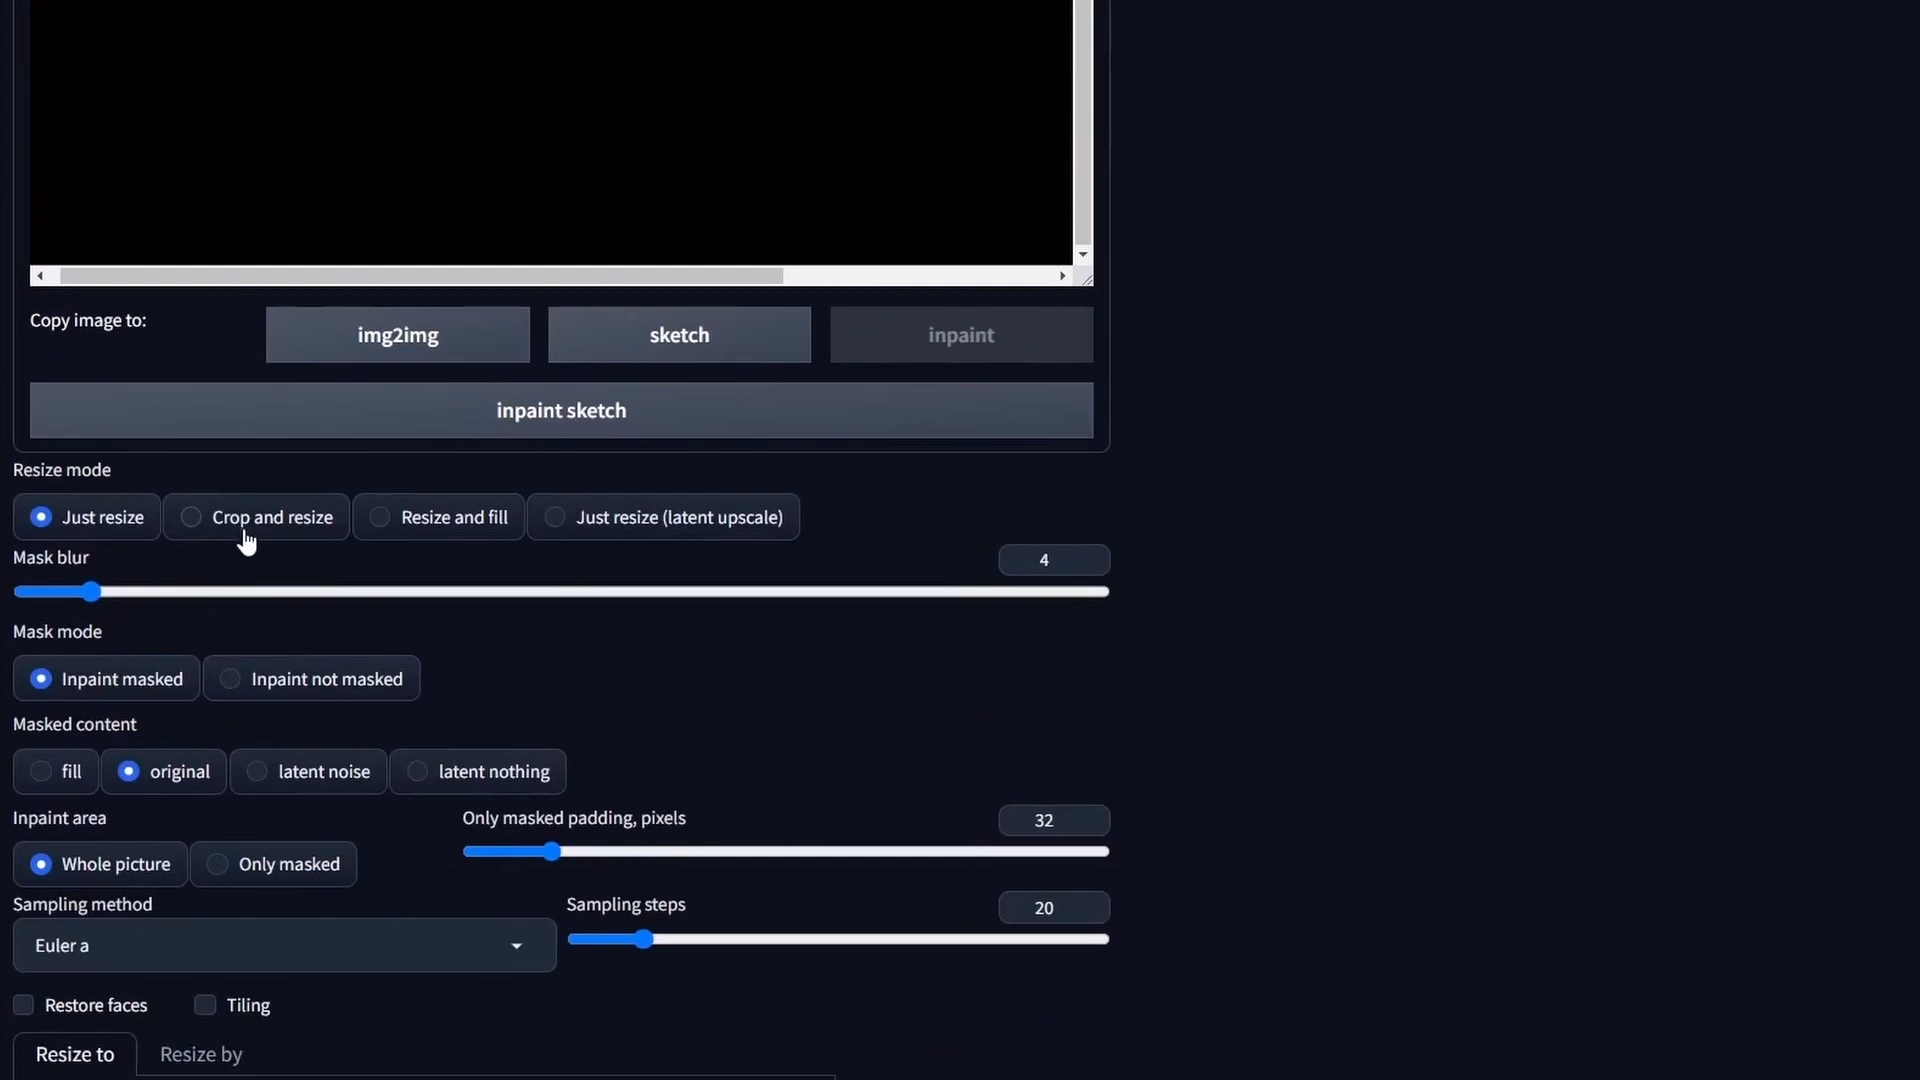 Copy image to:
img2img
sketch
inpaint
inpaint sketch
Resize mode
Just resize
Crop and resize
Resize and fill
Just resize (latent upscale)
Mask blur
4
Mask mode
Inpaint masked
Inpaint not masked
Masked content
fill
original
latent noise
latent nothing
Inpaint area
Only masked padding, pixels
32
Whole picture
Only masked
Sampling method
Sampling steps
20
Euler a
Restore faces
Tiling
Resize to
Resize by